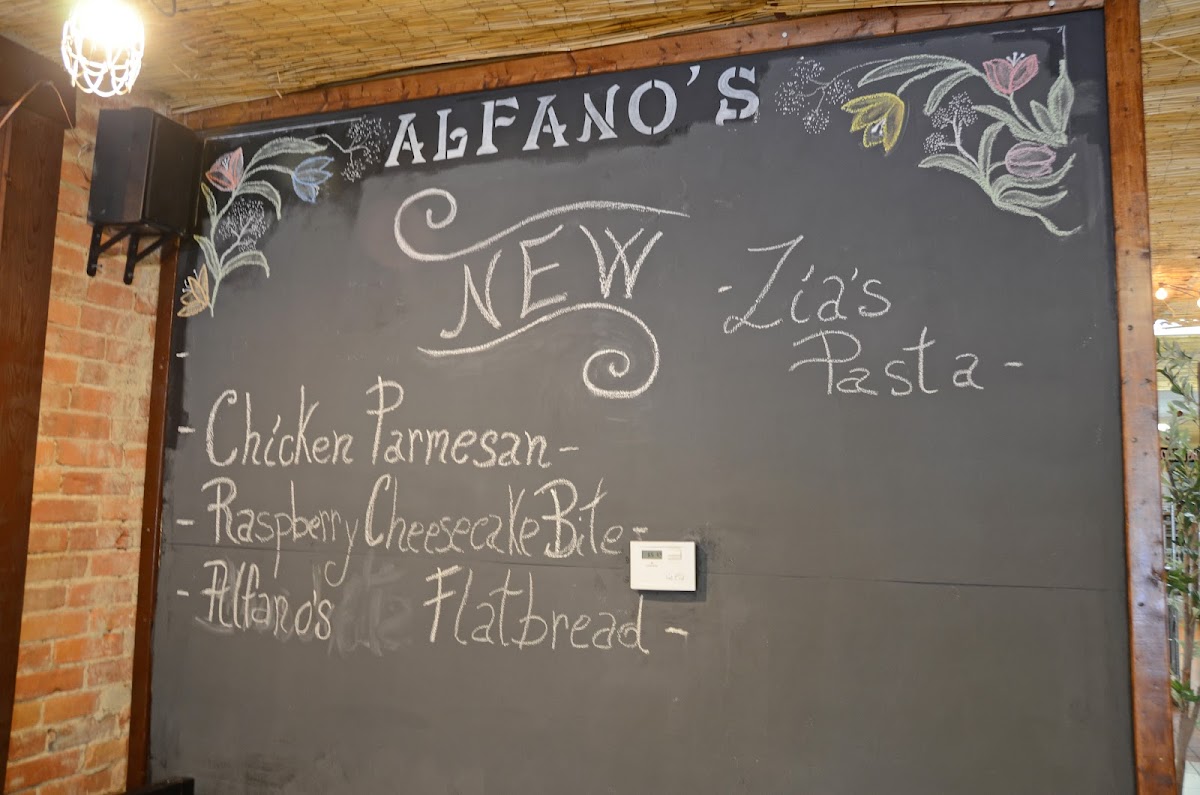 ALFANO'S
NEW
- Zia's
Pasta -
- Chicken Parmesan -
- Raspberry Cheesecake Bite -
- Alfano's Flatbread -